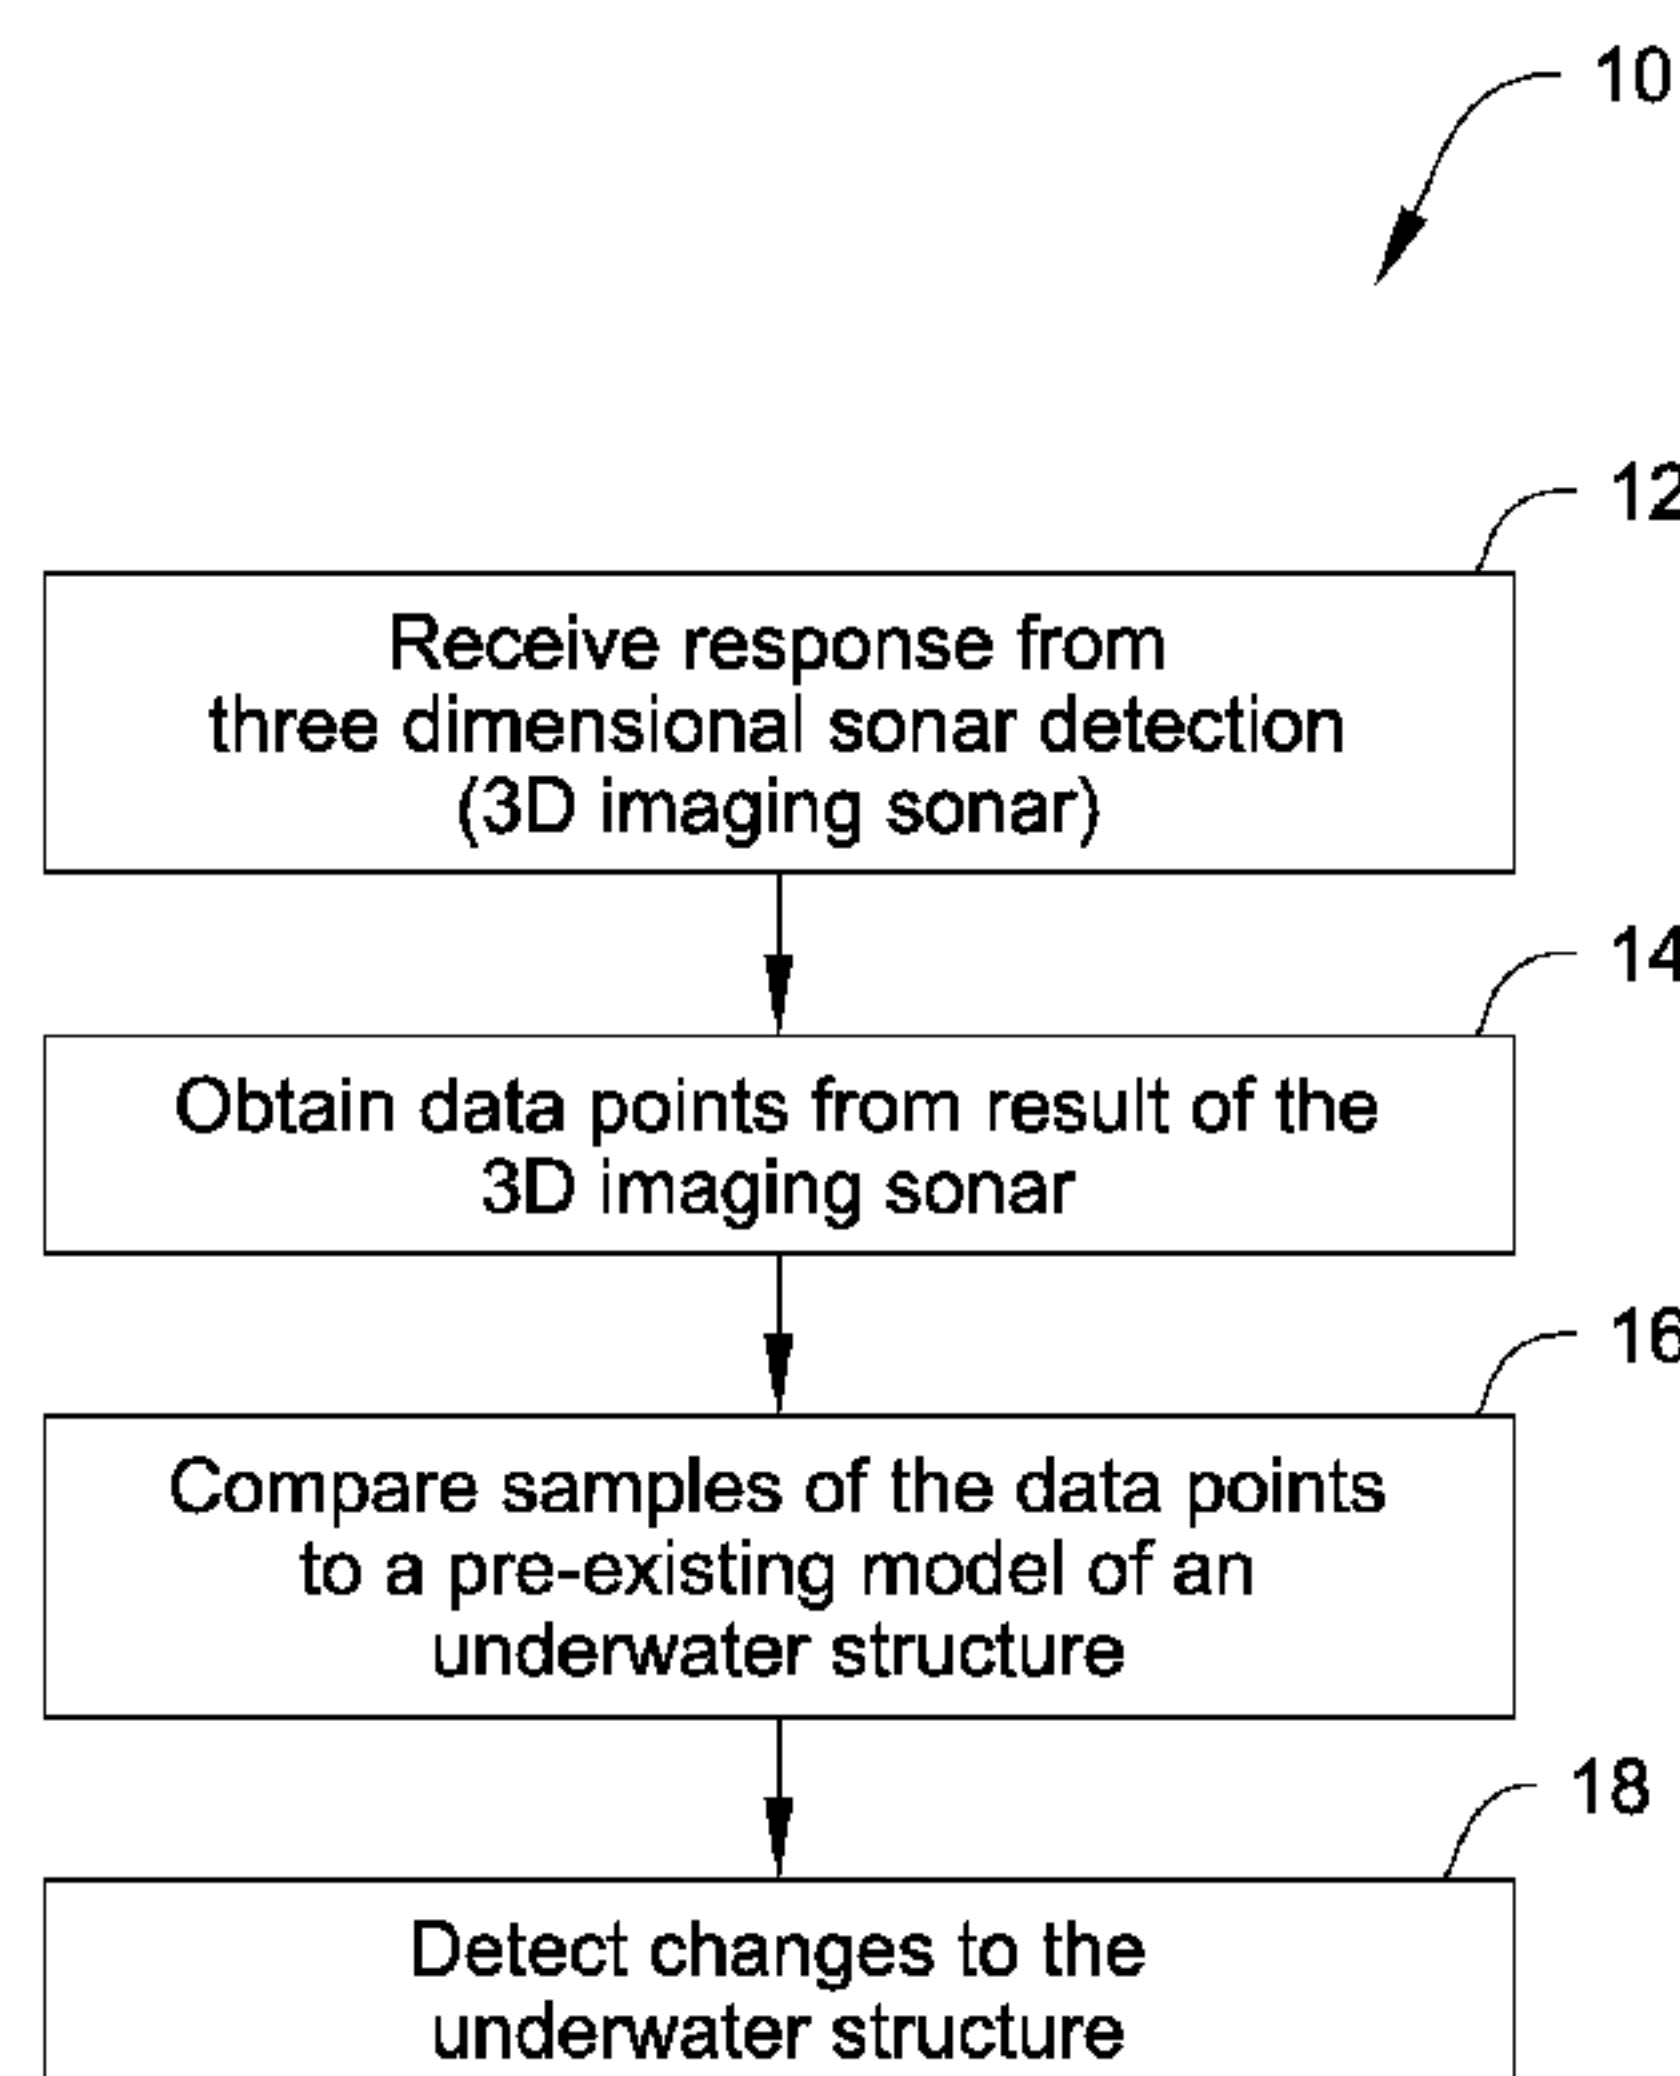 10
12
Receive response from
three dimensional sonar detection
(3D imaging sonar)
14
Obtain data points from result of the
3D imaging sonar
16
Compare samples of the data points
to a pre-existing model of an
underwater structure
18
Detect changes to the
underwater structure